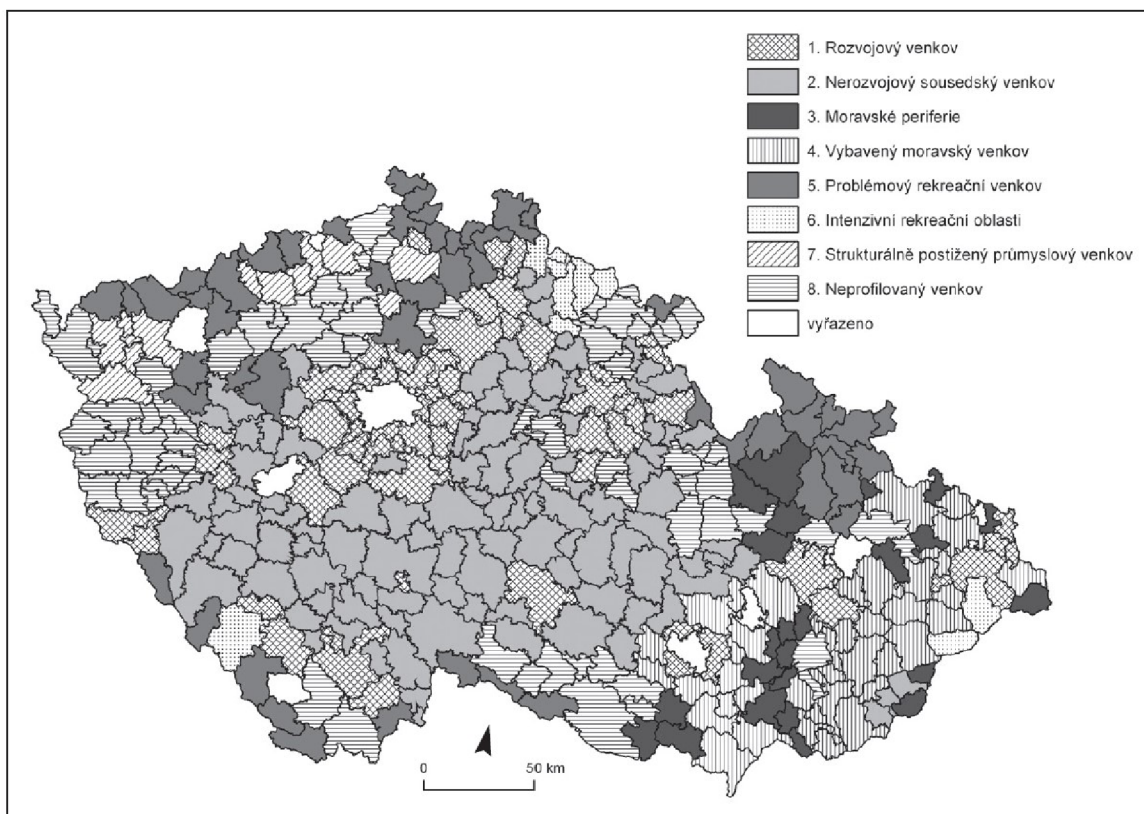 1. Rozvojový venkov
2. Nerozvojový sousedský venkov
3. Moravské periferie
4. Vybavený moravský venkov
5. Problémový rekreační venkov
6. Intenzivní rekreační oblasti
7. Strukturálně postižený průmyslový venkov
8. Neprofilovaný venkov
vyřazeno
0 50 km